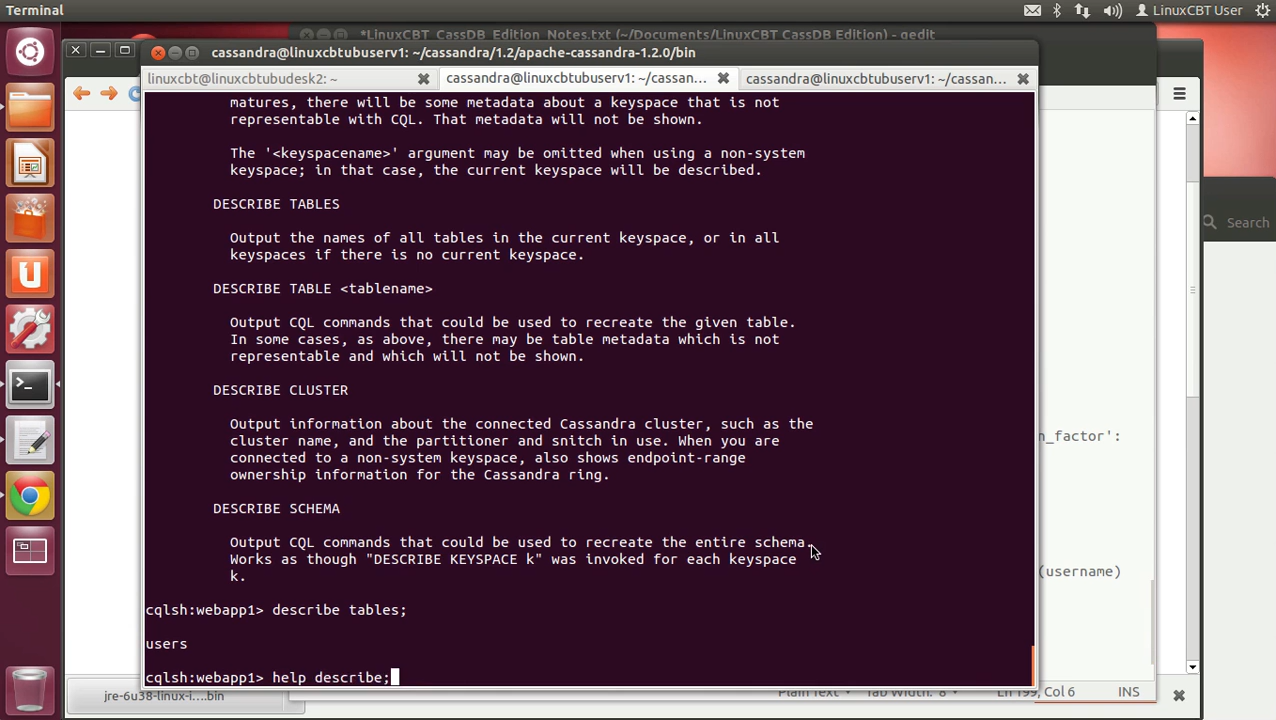 Terminal
LinuxCBT User
*LinuxCBT CassDB_Edition_Notes.txt (~/Documents/LinuxCBT CassDB Edition) - gedit
cassandra@linuxcbtubuserv1: ~/cassandra/1.2/apache-cassandra-1.2.0/bin
linuxcbt@linuxcbtubudesk2: ~
cassandra@linuxcbtubuserv1: ~/cassan...
cassandra@linuxcbtubuserv1: ~/cassan...
matures, there will be some metadata about a keyspace that is not
representable with CQL. That metadata will not be shown.
The '<keyspacename>' argument may be omitted when using a non-system
keyspace; in that case, the current keyspace will be described.
DESCRIBE TABLES
Output the names of all tables in the current keyspace, or in all
keyspaces if there is no current keyspace.
Search
DESCRIBE TABLE <tablename>
Output CQL commands that could be used to recreate the given table.
In some cases, as above, there may be table metadata which is not
representable and which will not be shown.
DESCRIBE CLUSTER
Output information about the connected Cassandra cluster, such as the
cluster name, and the partitioner and snitch in use. When you are
connected to a non-system keyspace, also shows endpoint-range
ownership information for the Cassandra ring.
n_factor':
DESCRIBE SCHEMA
Output CQL commands that could be used to recreate the entire schema.
Works as though "DESCRIBE KEYSPACE k" was invoked for each keyspace
k.
(username)
cqlsh:webapp1> describe tables;
users
cqlsh:webapp1> help describe;
jre-6u38-linux-i....bin
Plain Text
Tab Width: 8
Ln 199, Col 6
INS